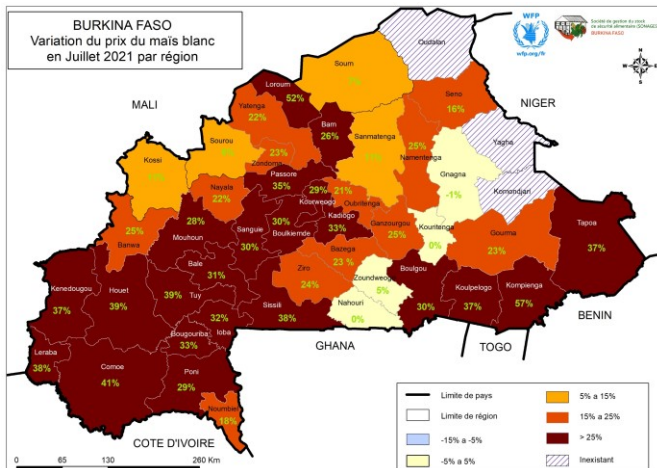 BURKINA FASO
Variation du prix du maïs blanc
en Juillet 2021 par région
WFP
wfp.org/fr
Société de gestion du stock
de sécurité alimentaire (SONAGESS)
BURKINA FASO
MALI
NIGER
BENIN
TOGO
GHANA
COTE D'IVOIRE
Oudalan
Soum
Loroum
52%
Seno
16%
Yatenga
22%
Bam
26%
Sanmatenga
Namentenga
25%
Yagha
Sourou
Zondoma
23%
Kossi
Gnagna
-1%
Komondjari
Passore
35%
Nayala
22%
29%
Kourweogo
21%
Oubritenga
Kadiogo
33%
Ganzourgou
25%
Kouritenga
0%
Gourma
23%
Tapoa
37%
25%
Banwa
28%
Mouhoun
Sanguie
30%
30%
Boulkiemde
Bazega
23 %
Bale
31%
Ziro
24%
Zoundweogo
5%
Boulgou
30%
Koulpelogo
37%
Kompienga
57%
Kenedougou
37%
Houet
39%
39%
Tuy
Sissili
38%
Nahouri
0%
32%
Ioba
Bougouriba
33%
Leraba
38%
Comoe
41%
Poni
29%
Noumbiel
18%
0 65 130 260 Km
Limite de pays
Limite de région
-15% a -5%
-5% a 5%
5% a 15%
15% a 25%
> 25%
Inexistant